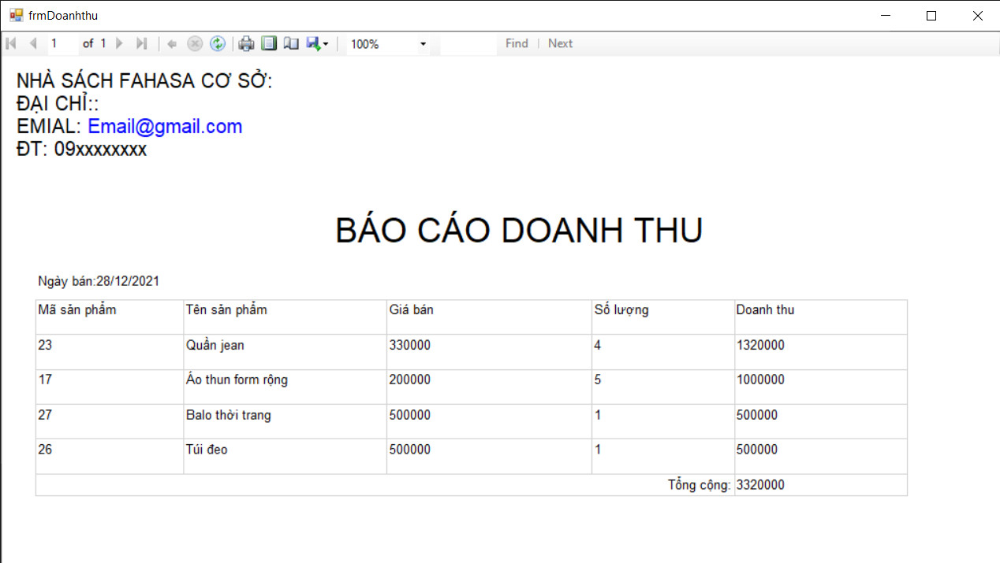 frmDoanhthu
1 of 1 100% Find Next
NHÀ SÁCH FAHASA CƠ SỞ:
ĐẠI CHỈ::
EMIAL: Email@gmail.com
ĐT: 09xxxxxxxx
BÁO CÁO DOANH THU
Ngày bán:28/12/2021
Mã sản phẩm Tên sản phẩm Giá bán Số lượng Doanh thu
23 Quần jean 330000 4 1320000
17 Áo thun form rộng 200000 5 1000000
27 Balo thời trang 500000 1 500000
26 Túi đeo 500000 1 500000
Tổng cộng: 3320000